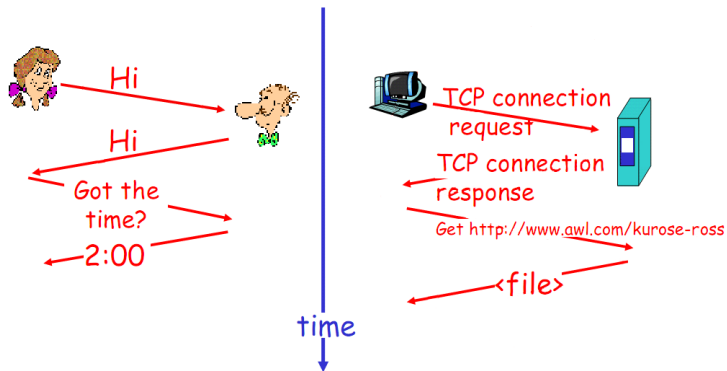 Hi
Hi
Got the
time?
2:00
time
TCP connection
request
TCP connection
response
Get http://www.awl.com/kurose-ross
<file>